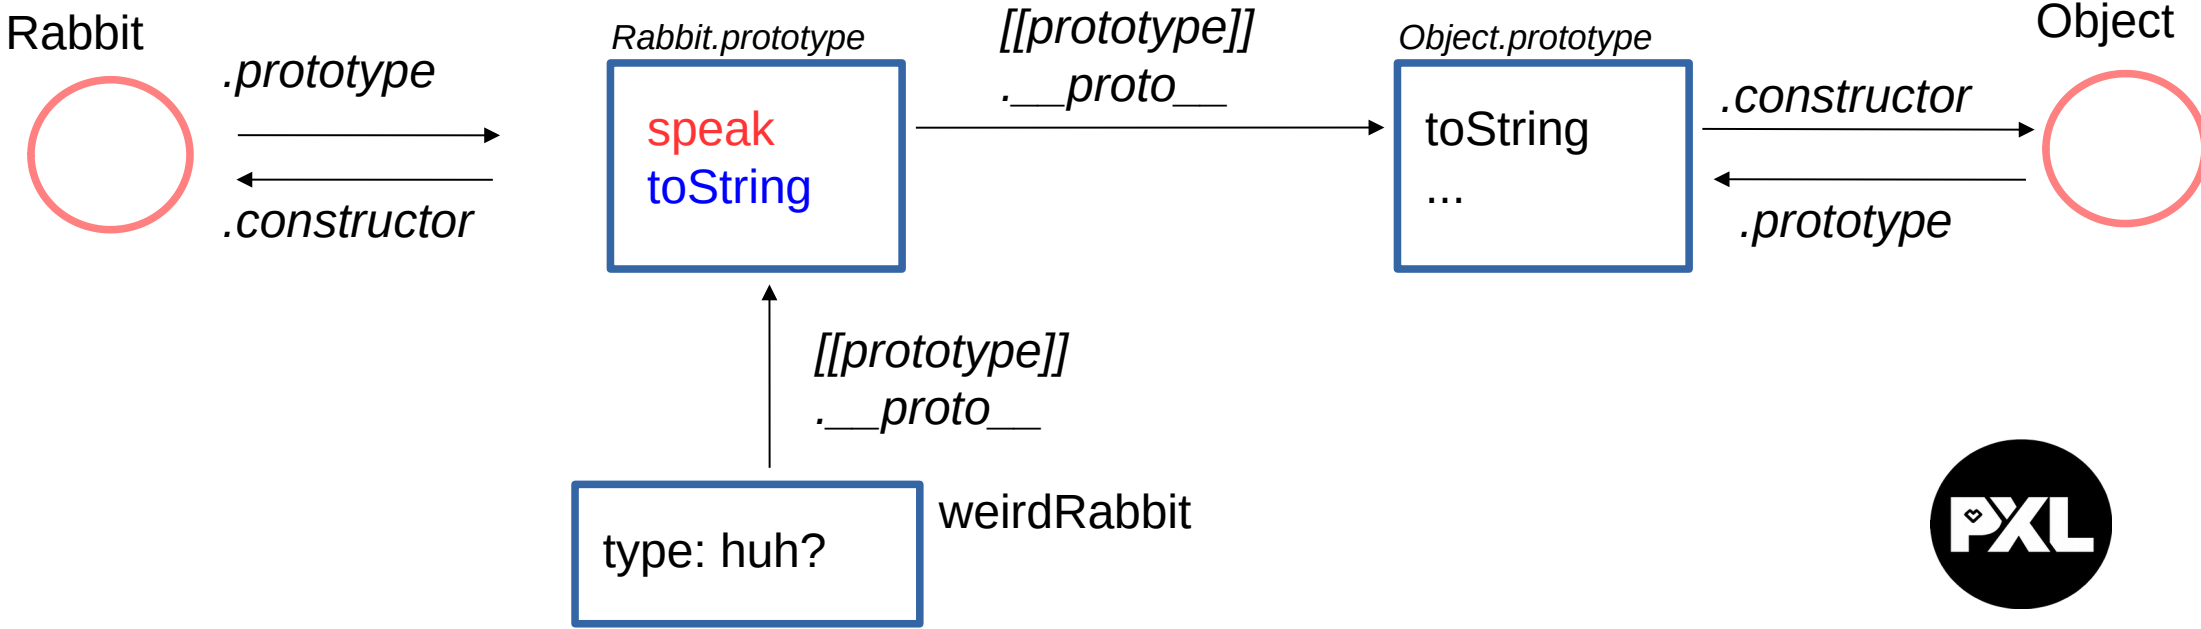 Rabbit
.prototype
.constructor
Rabbit.prototype
speak
toString
[[prototype]]
.__proto__
Object.prototype
toString
...
Object
.constructor
.prototype
[[prototype]]
.__proto__
type: huh?
weirdRabbit
PXL